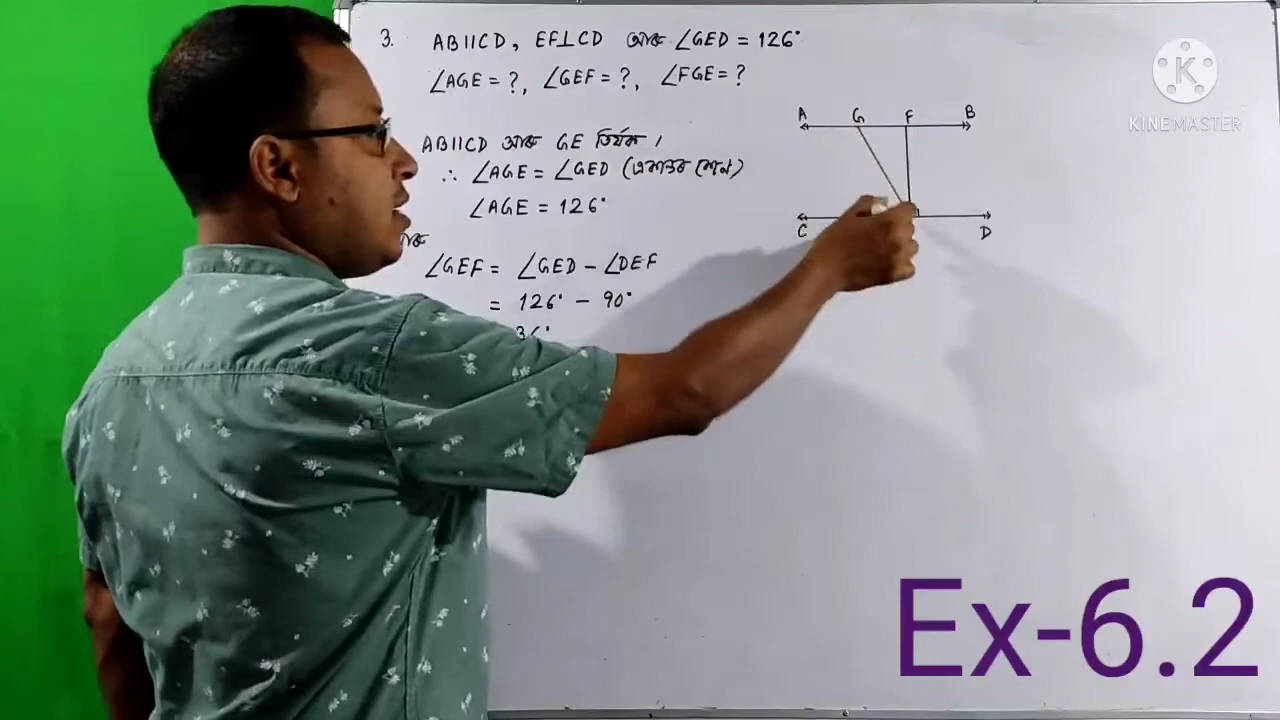 3. AB||CD, EF⊥CD আৰু ∠GED = 126°
∠AGE = ?, ∠GEF = ?, ∠FGE = ?
AB||CD আৰু GE তিৰ্যক।
∴ ∠AGE = ∠GED (একান্তৰ কোণ)
∠AGE = 126°
∠GEF = ∠GED - ∠DEF
= 126° - 90°
36°
A G F B
C D
KINEMASTER
Ex-6.2